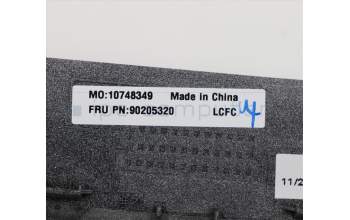 MO:10748349 Made in China
FRU PN:90205320 LCFC
11/2